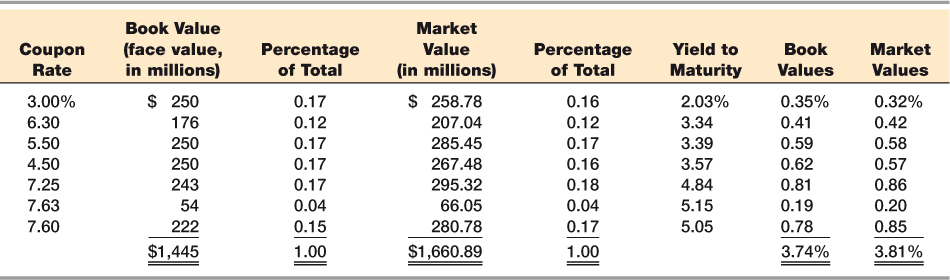 Book Value Market
Coupon (face value, Percentage Value Percentage Yield to Book Market
Rate in millions) of Total (in millions) of Total Maturity Values Values
3.00% $ 250 0.17 $ 258.78 0.16 2.03% 0.35% 0.32%
6.30 176 0.12 207.04 0.12 3.34 0.41 0.42
5.50 250 0.17 285.45 0.17 3.39 0.59 0.58
4.50 250 0.17 267.48 0.16 3.57 0.62 0.57
7.25 243 0.17 295.32 0.18 4.84 0.81 0.86
7.63 54 0.04 66.05 0.04 5.15 0.19 0.20
7.60 222 0.15 280.78 0.17 5.05 0.78 0.85
$1,445 1.00 $1,660.89 1.00 3.74% 3.81%